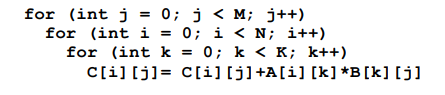 for (int j = 0; j < M; j++)
for (int i = 0; i < N; i++)
for (int k = 0; k < K; k++)
C[i][j]= C[i][j]+A[i][k]*B[k][j]